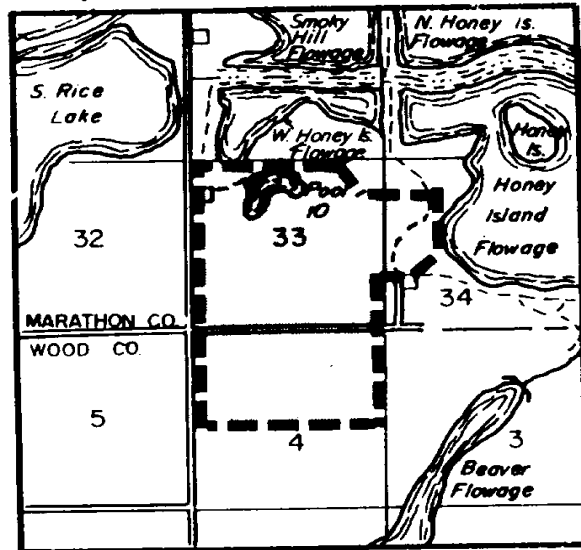 Smoky
Hill
Flowage
N. Honey Is.
Flowage
S. Rice
Lake
W. Honey Is.
Flowage
Honey
Is.
Honey
Island
Flowage
Pool
10
32
33
34
MARATHON CO.
WOOD CO.
5
4
3
Beaver
Flowage